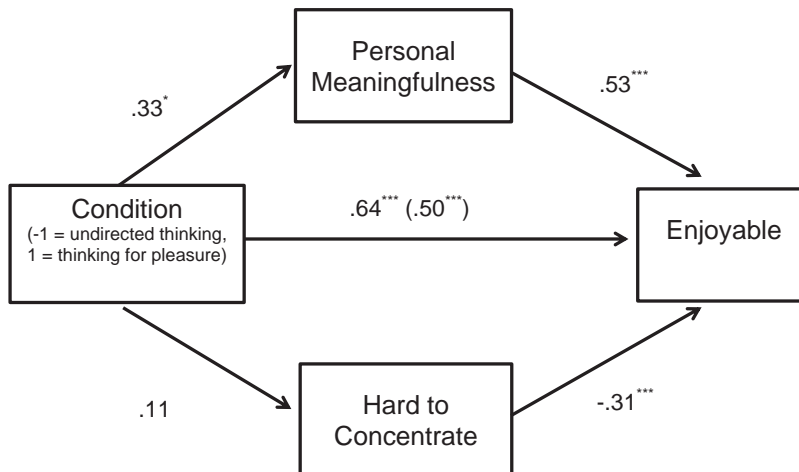 Personal
Meaningfulness
.33*
.53***
Condition
(-1 = undirected thinking,
1 = thinking for pleasure)
.64*** (.50***)
Enjoyable
.11
Hard to
Concentrate
-.31***